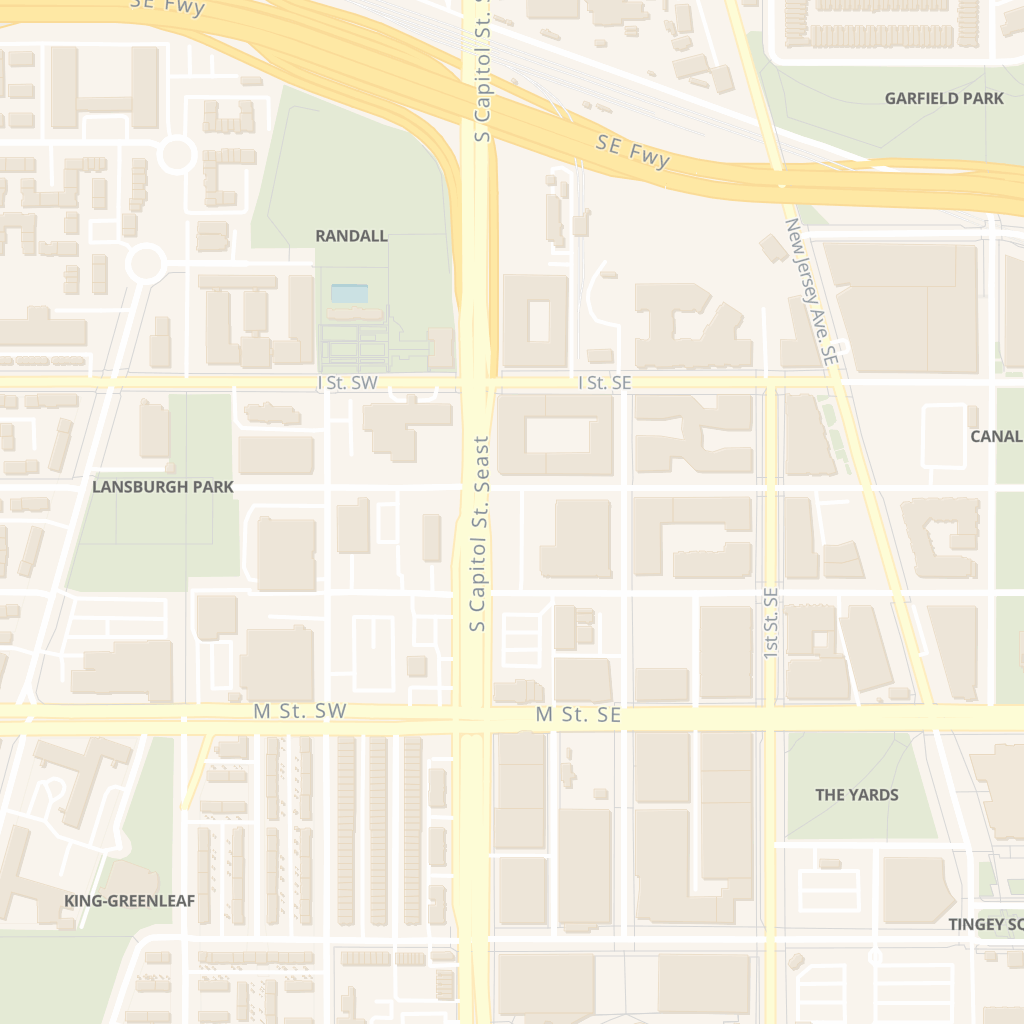 SE Fwy
S Capitol St. S
GARFIELD PARK
SE Fwy
RANDALL
New Jersey Ave. SE
I St. SW
I St. SE
CANAL
LANSBURGH PARK
S Capitol St. Seast
1st St. SE
M St. SW
M St. SE
THE YARDS
KING-GREENLEAF
TINGEY SQ